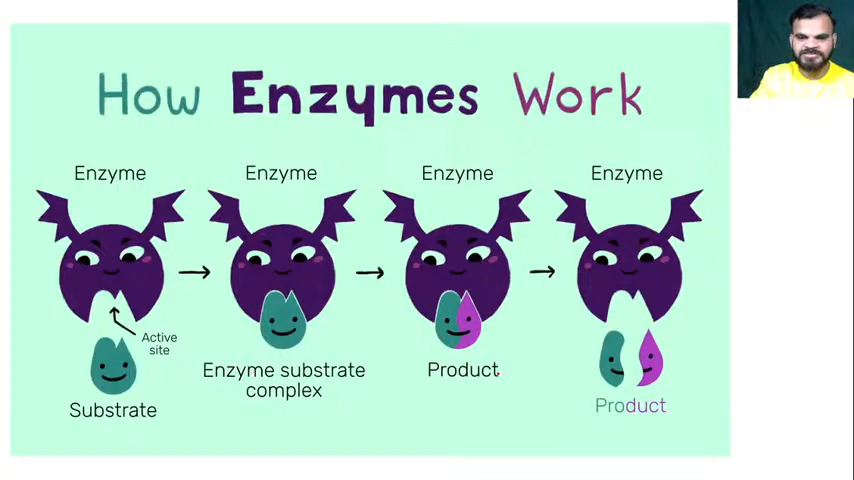 How Enzymes Work
Enzyme Enzyme Enzyme Enzyme
Active
site
Substrate
Enzyme substrate
complex
Product
Product